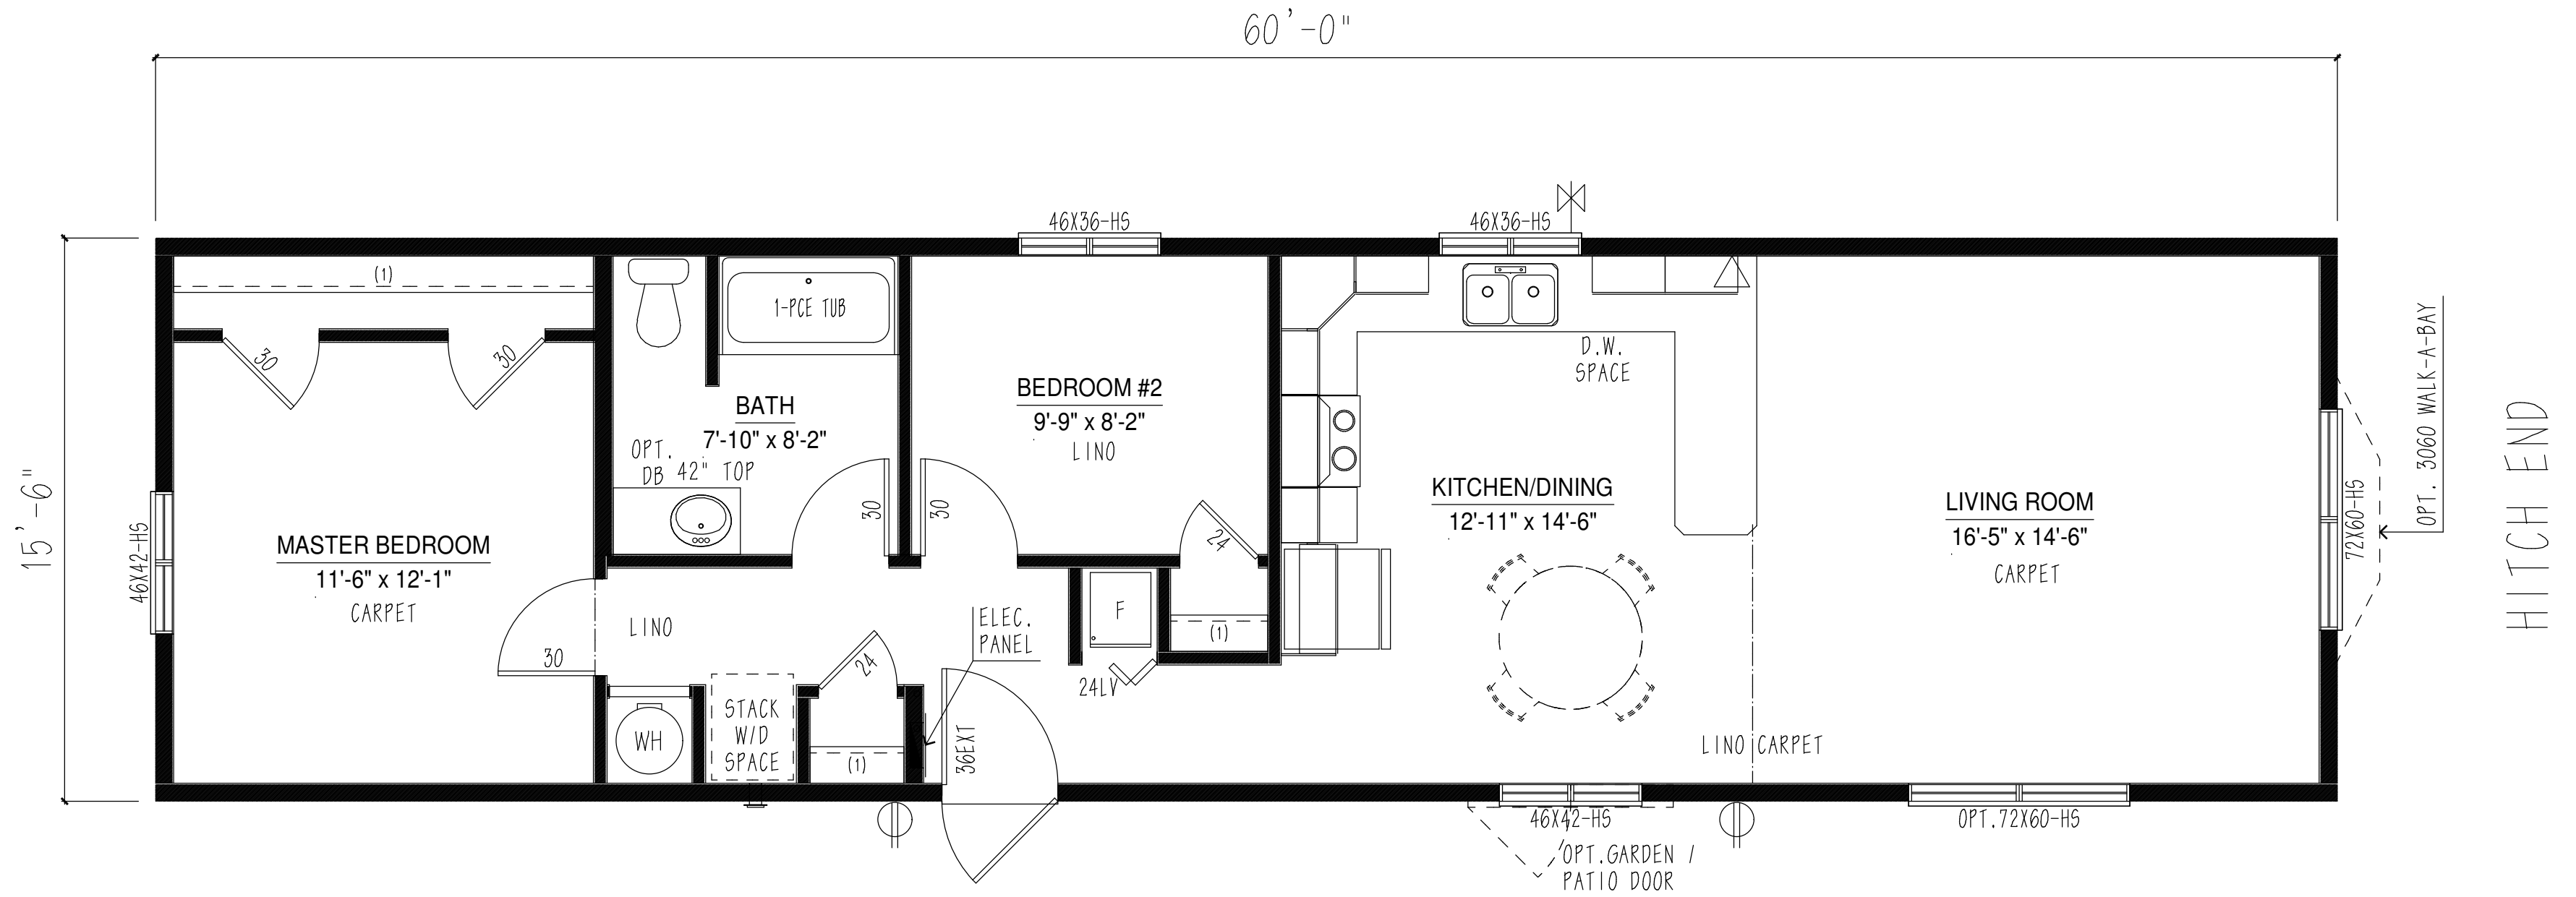 60'-0"
46X36-HS
46X36-HS
(1)
1-PCE TUB
30
30
D.W.
SPACE
OPT. 3060 WALK-A-BAY
HITCH END
BATH
7'-10" x 8'-2"
OPT.
DB 42" TOP
BEDROOM #2
9'-9" x 8'-2"
LINO
30
30
24
KITCHEN/DINING
12'-11" x 14'-6"
LIVING ROOM
16'-5" x 14'-6"
CARPET
72X60-HS
15'-6"
46X42-HS
MASTER BEDROOM
11'-6" x 12'-1"
CARPET
30
LINO
ELEC.
PANEL
F
(1)
24
24LV
WH
STACK
W/D
SPACE
(1)
36EXT
LINO
CARPET
46X42-HS
OPT.72X60-HS
OPT.GARDEN /
PATIO DOOR